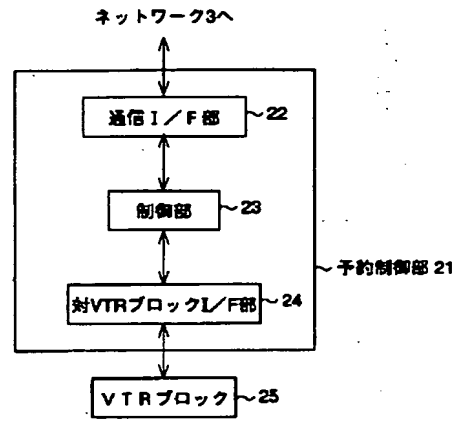 ネットワーク3へ
通信I/F部 22
制御部 23
予約制御部 21
対VTRブロックI/F部 24
VTRブロック 25